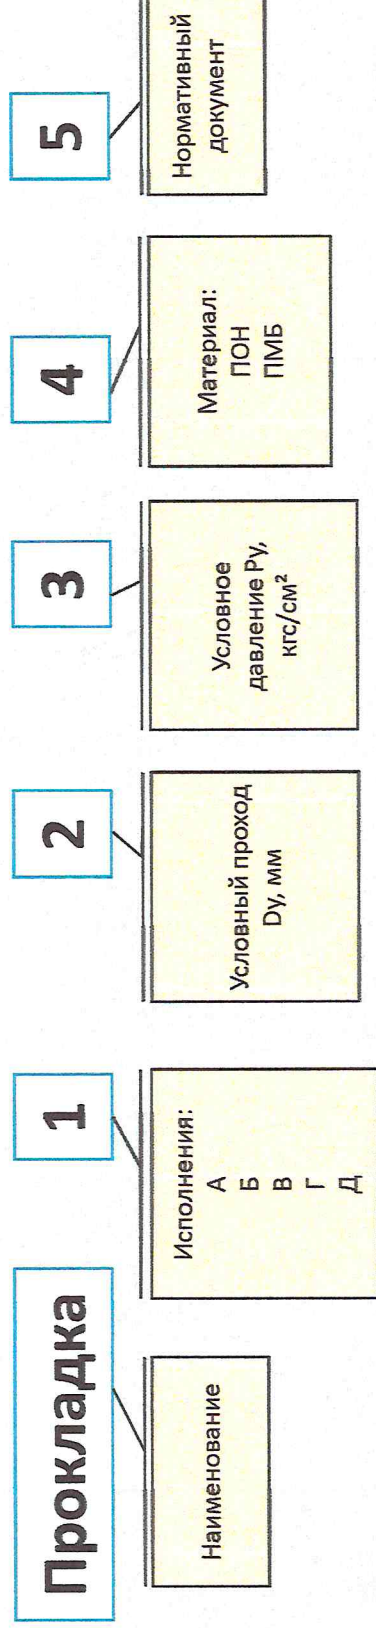 Прокладка
1
2
3
4
5
Наименование
Исполнения:
А
Б
В
Г
Д
Условный проход
Dy, мм
Условное
давление Ру,
кгс/см²
Материал:
ПОН
ПМБ
Нормативный
документ